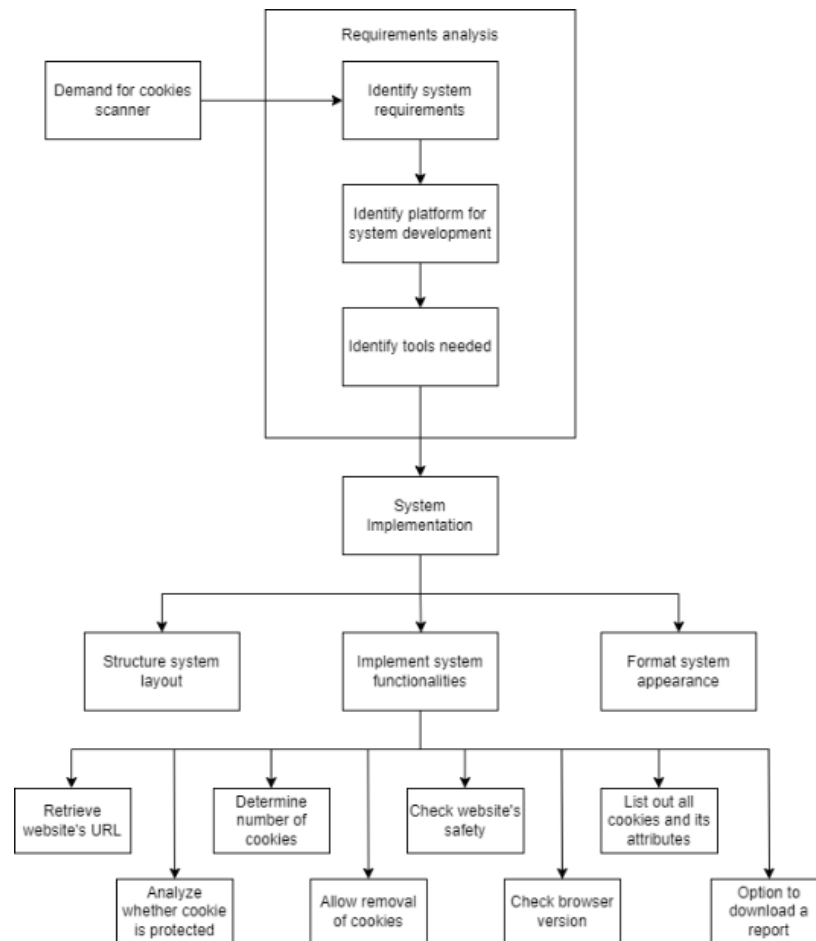 Requirements analysis
Demand for cookies
scanner
Identify system
requirements
Identify platform for
system development
Identify tools needed
System
Implementation
Structure system
layout
Implement system
functionalities
Format system
appearance
Retrieve
website's URL
Determine
number of
cookies
Check website's
safety
List out all
cookies and its
attributes
Analyze
whether cookie
is protected
Allow removal
of cookies
Check browser
version
Option to
download a
report